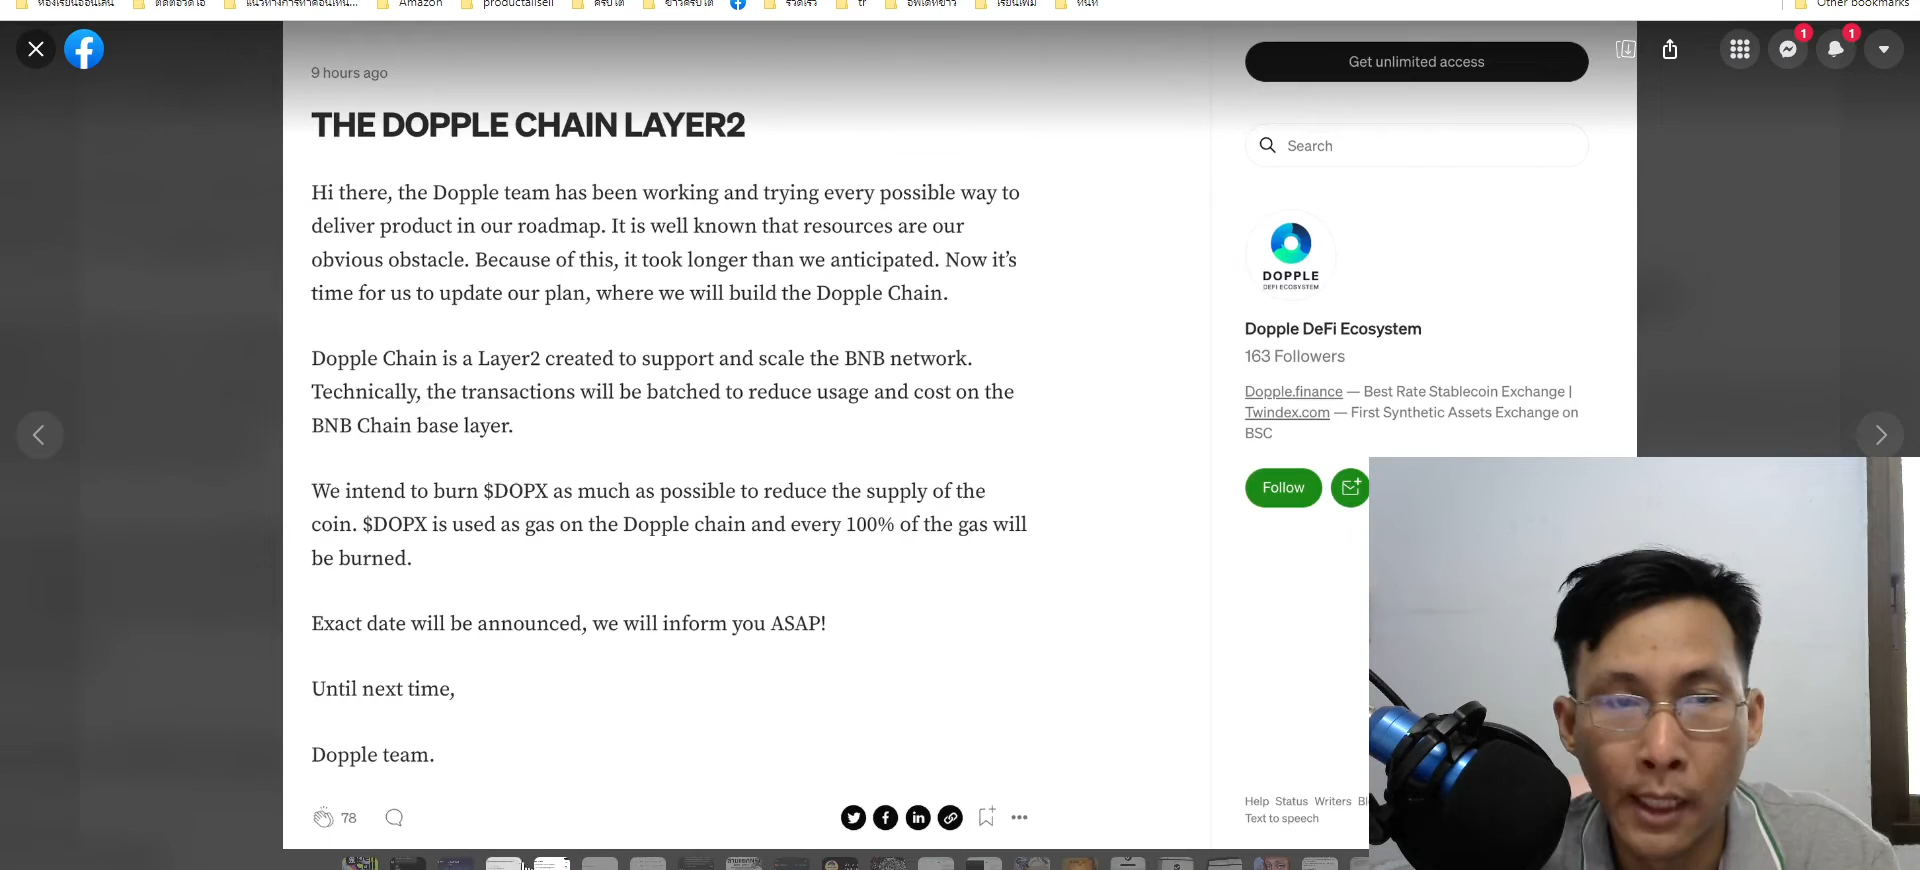 Amazon
productallsell
tr
Other bookmarks
1
1
9 hours ago
Get unlimited access
THE DOPPLE CHAIN LAYER2
Search
Hi there, the Dopple team has been working and trying every possible way to
deliver product in our roadmap. It is well known that resources are our
obvious obstacle. Because of this, it took longer than we anticipated. Now it's
time for us to update our plan, where we will build the Dopple Chain.
Dopple Chain is a Layer2 created to support and scale the BNB network.
Technically, the transactions will be batched to reduce usage and cost on the
BNB Chain base layer.
We intend to burn $DOPX as much as possible to reduce the supply of the
coin. $DOPX is used as gas on the Dopple chain and every 100% of the gas will
be burned.
Exact date will be announced, we will inform you ASAP!
Until next time,
Dopple team.
78
DOPPLE
DEFI ECOSYSTEM
Dopple DeFi Ecosystem
163 Followers
Dopple.finance — Best Rate Stablecoin Exchange |
Twindex.com — First Synthetic Assets Exchange on
BSC
Follow
Help Status Writers Bl
Text to speech